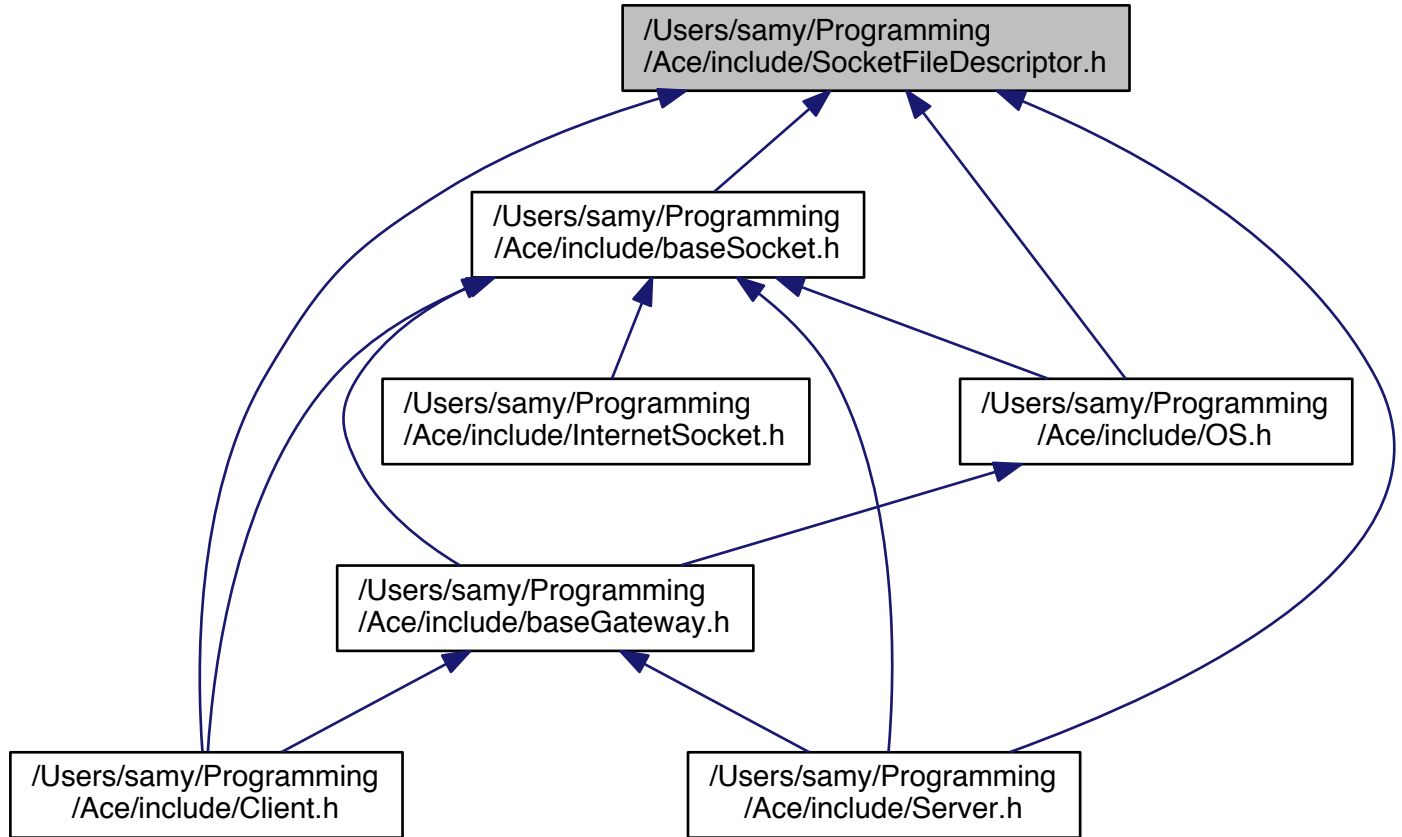 /Users/samy/Programming
/Ace/include/SocketFileDescriptor.h
/Users/samy/Programming
/Ace/include/baseSocket.h
/Users/samy/Programming
/Ace/include/InternetSocket.h
/Users/samy/Programming
/Ace/include/OS.h
/Users/samy/Programming
/Ace/include/baseGateway.h
/Users/samy/Programming
/Ace/include/Client.h
/Users/samy/Programming
/Ace/include/Server.h